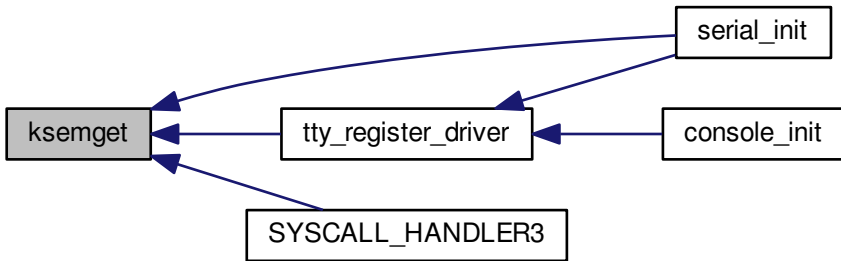 serial_init
ksemget
tty_register_driver
console_init
SYSCALL_HANDLER3